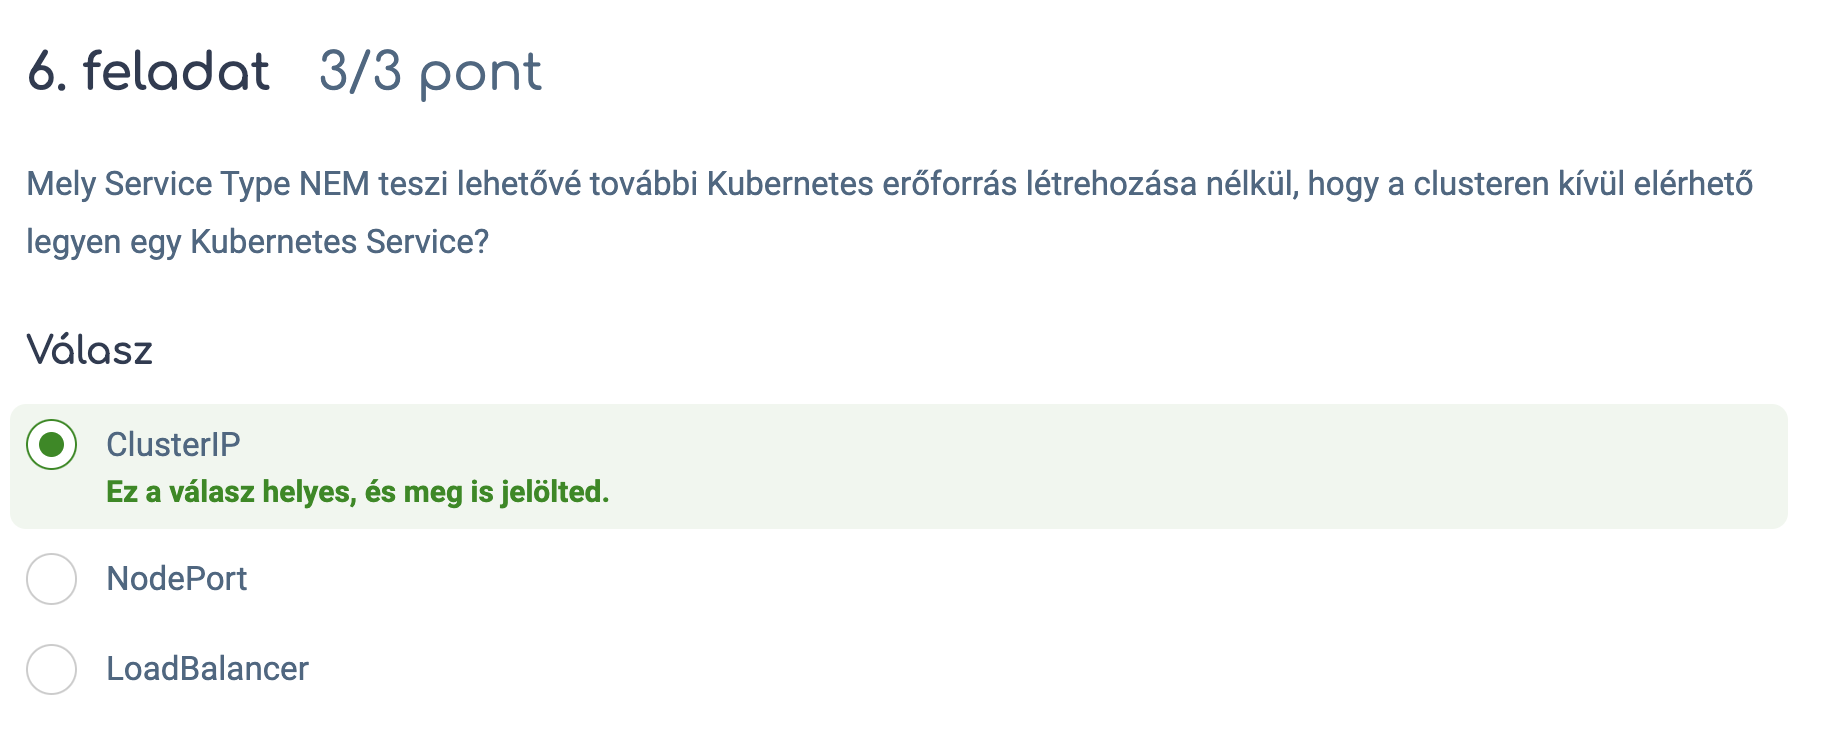 6. feladat 3/3 pont
Mely Service Type NEM teszi lehetővé további Kubernetes erőforrás létrehozása nélkül, hogy a clusteren kívül elérhető
legyen egy Kubernetes Service?
Válasz
ClusterIP
Ez a válasz helyes, és meg is jelölted.
NodePort
LoadBalancer